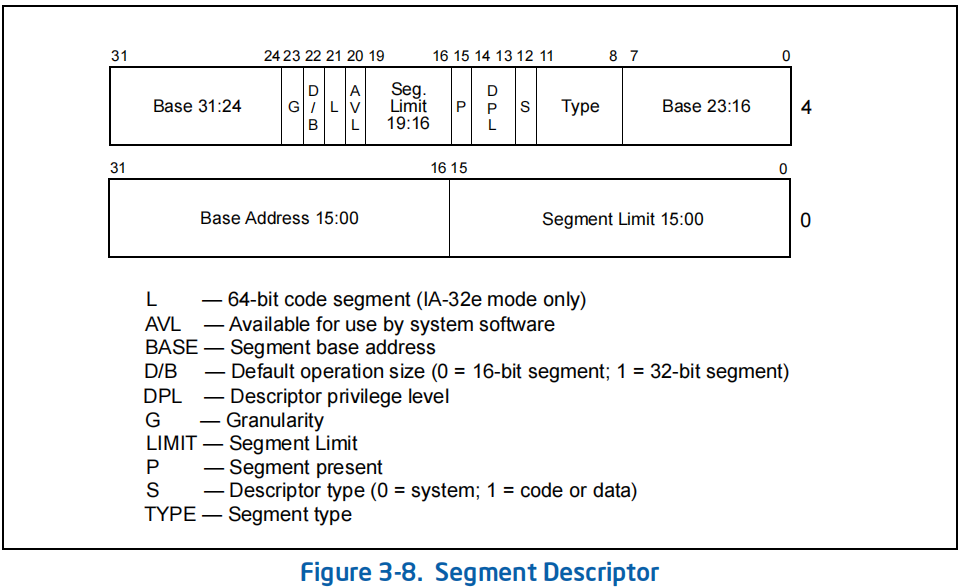 31 24 23 22 21 20 19 16 15 14 13 12 11 8 7 0
Base 31:24 G D/B L AVL Seg. Limit 19:16 P DPL S Type Base 23:16 4
31 16 15 0
Base Address 15:00 Segment Limit 15:00 0
L — 64-bit code segment (IA-32e mode only)
AVL — Available for use by system software
BASE — Segment base address
D/B — Default operation size (0 = 16-bit segment; 1 = 32-bit segment)
DPL — Descriptor privilege level
G — Granularity
LIMIT — Segment Limit
P — Segment present
S — Descriptor type (0 = system; 1 = code or data)
TYPE — Segment type
Figure 3-8. Segment Descriptor